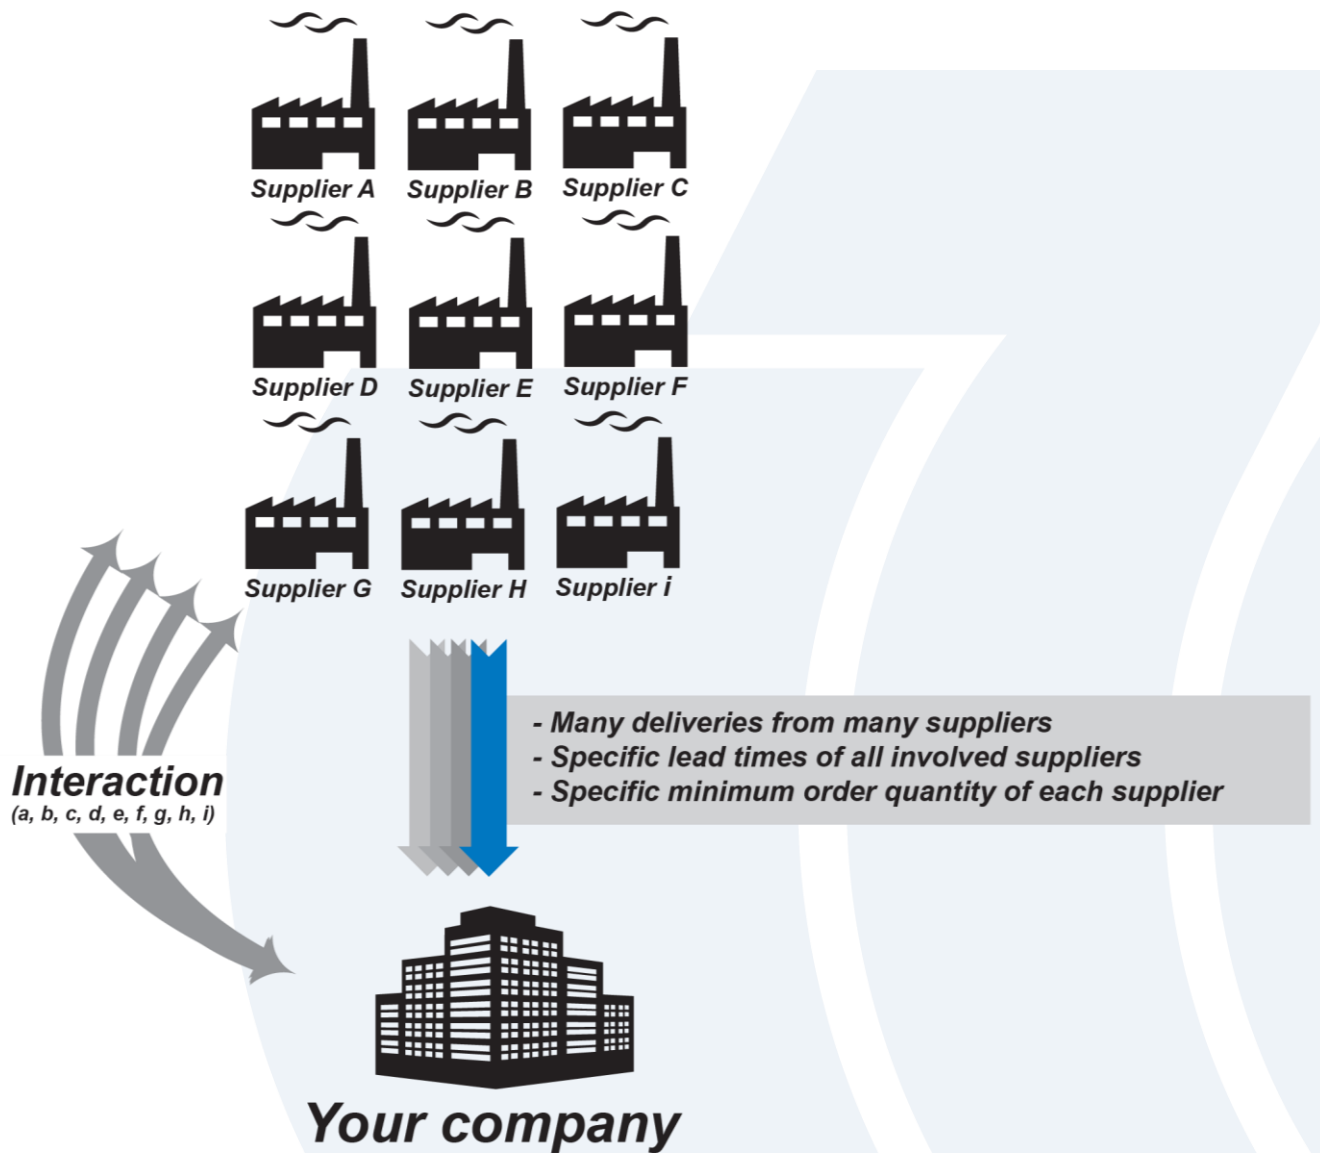 Supplier A
Supplier B
Supplier C
Supplier D
Supplier E
Supplier F
Supplier G
Supplier H
Supplier i
- Many deliveries from many suppliers
- Specific lead times of all involved suppliers
- Specific minimum order quantity of each supplier
Interaction
(a, b, c, d, e, f, g, h, i)
Your company